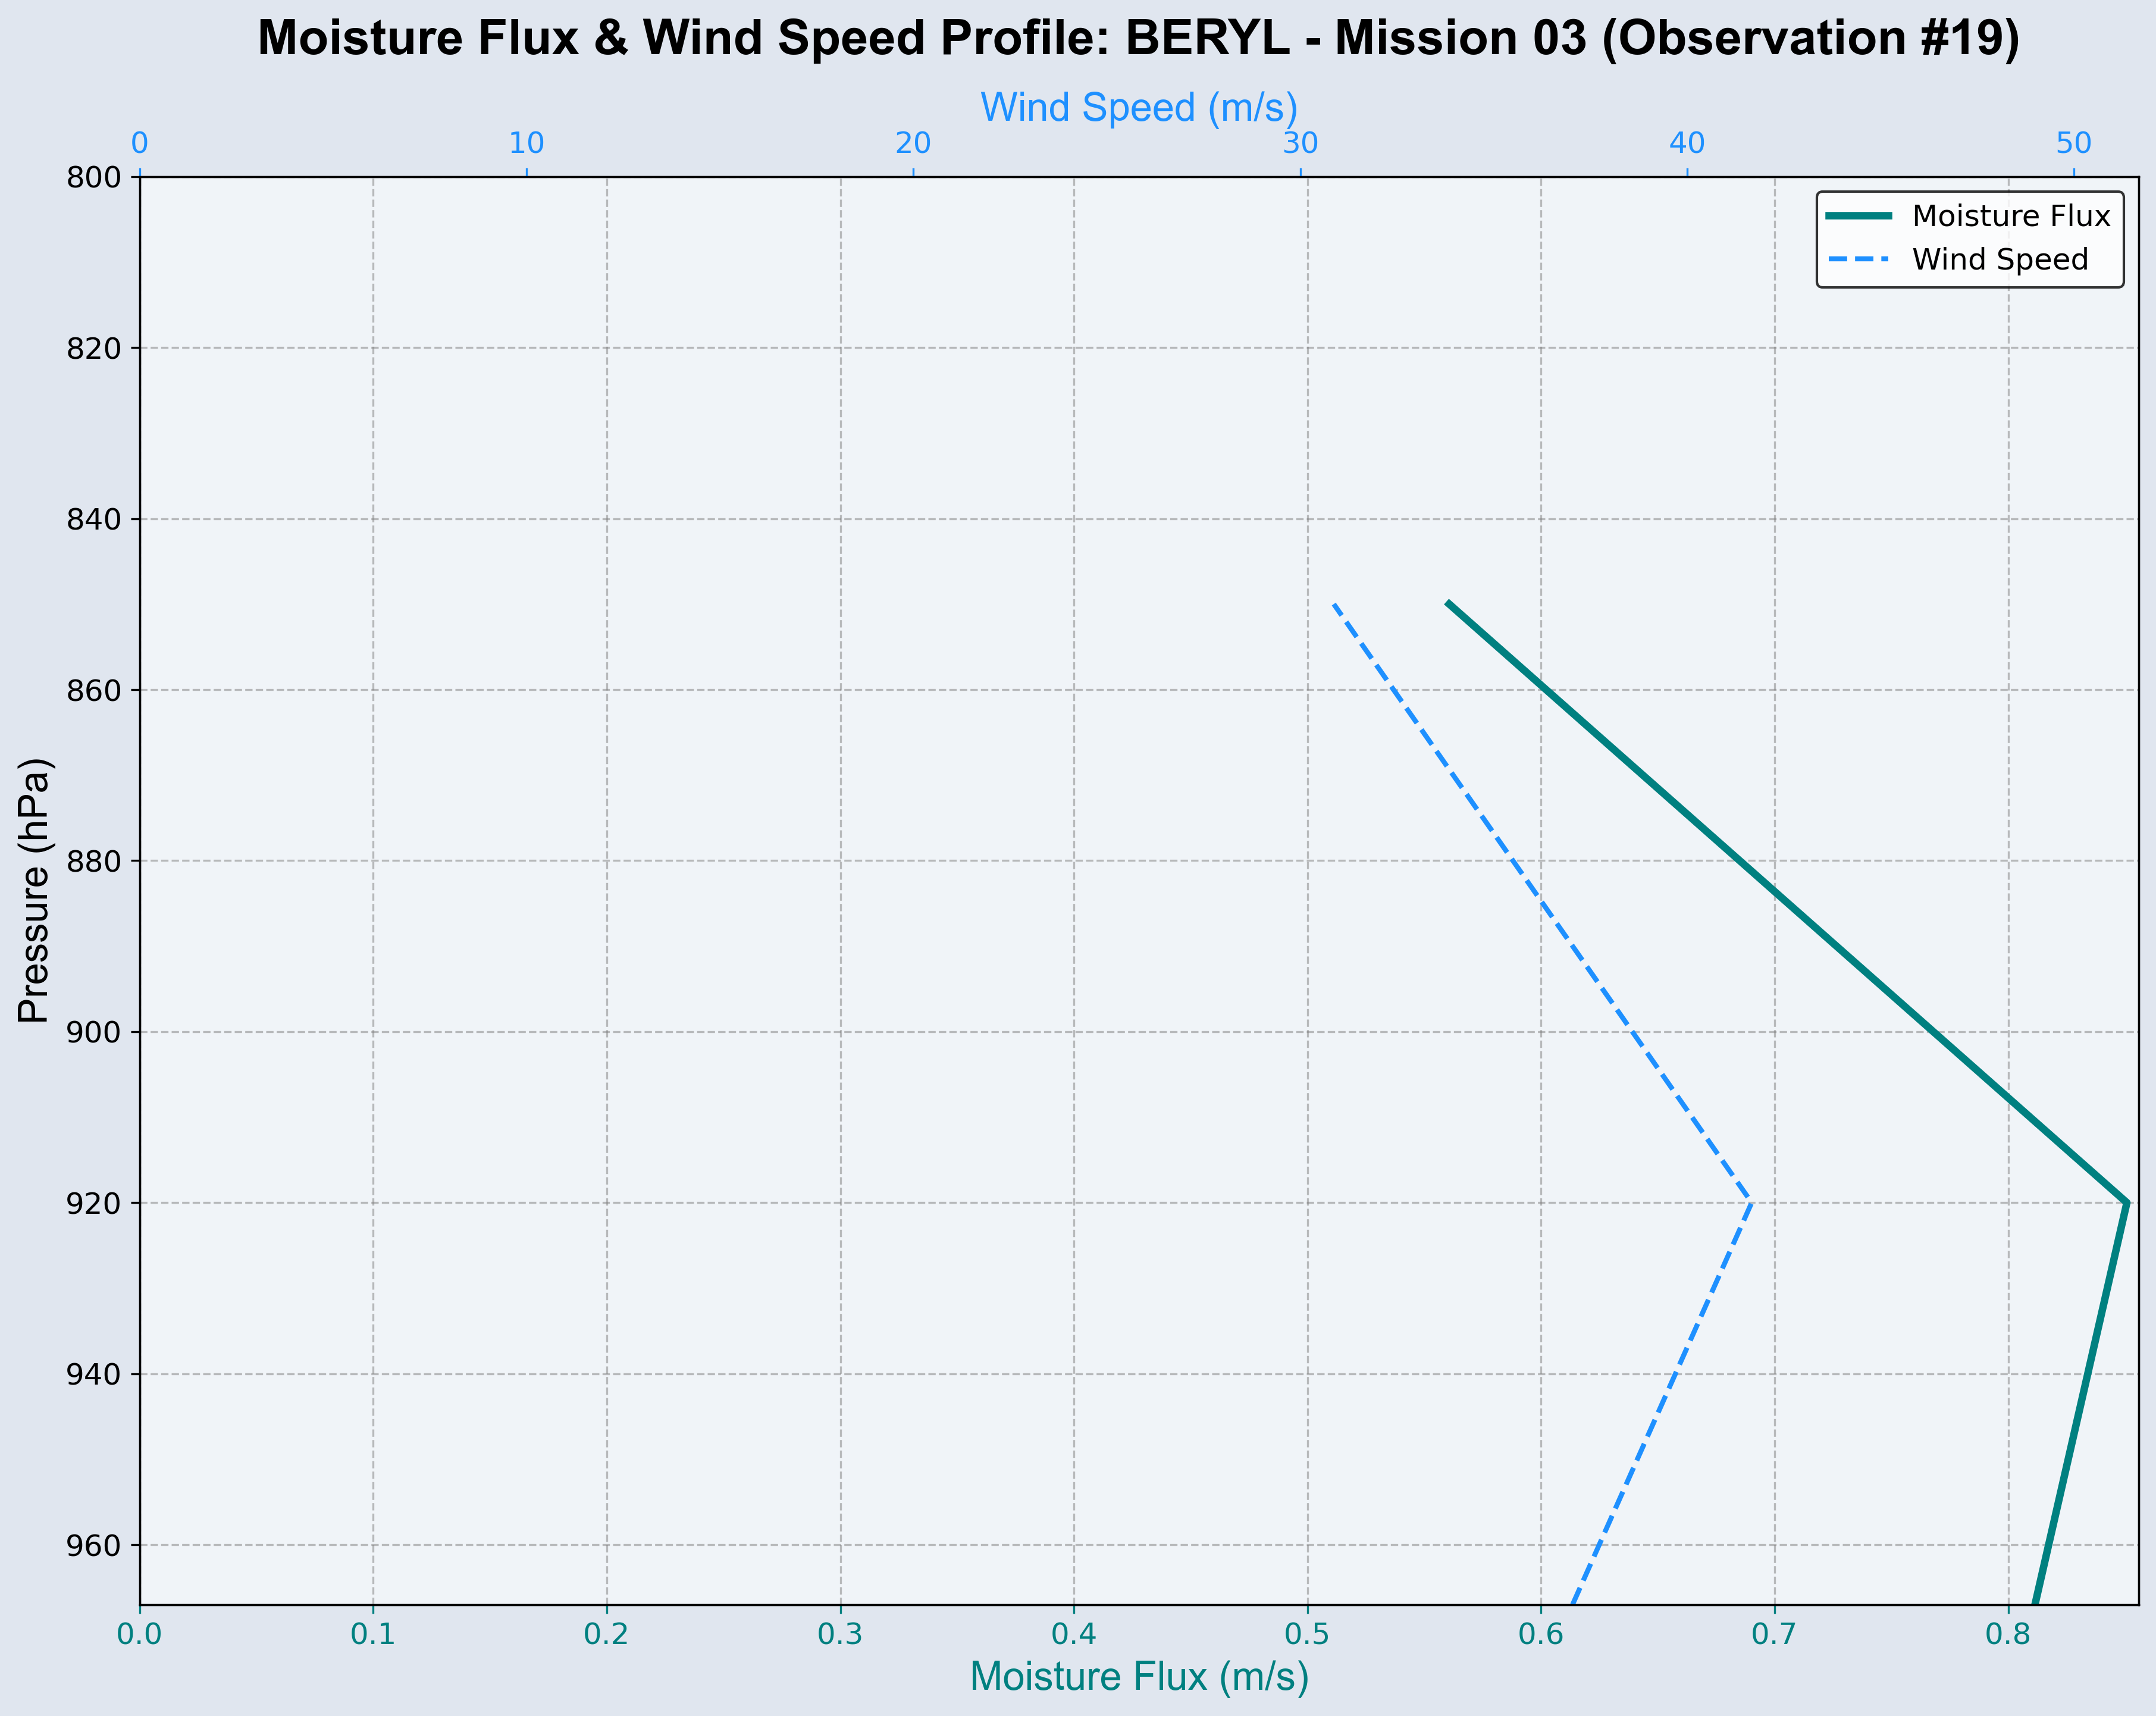 Moisture Flux & Wind Speed Profile: BERYL - Mission 03 (Observation #19)
Wind Speed (m/s)
0 10 20 30 40 50
Moisture Flux
Wind Speed
Pressure (hPa)
800
820
840
860
880
900
920
940
960
0.0 0.1 0.2 0.3 0.4 0.5 0.6 0.7 0.8
Moisture Flux (m/s)